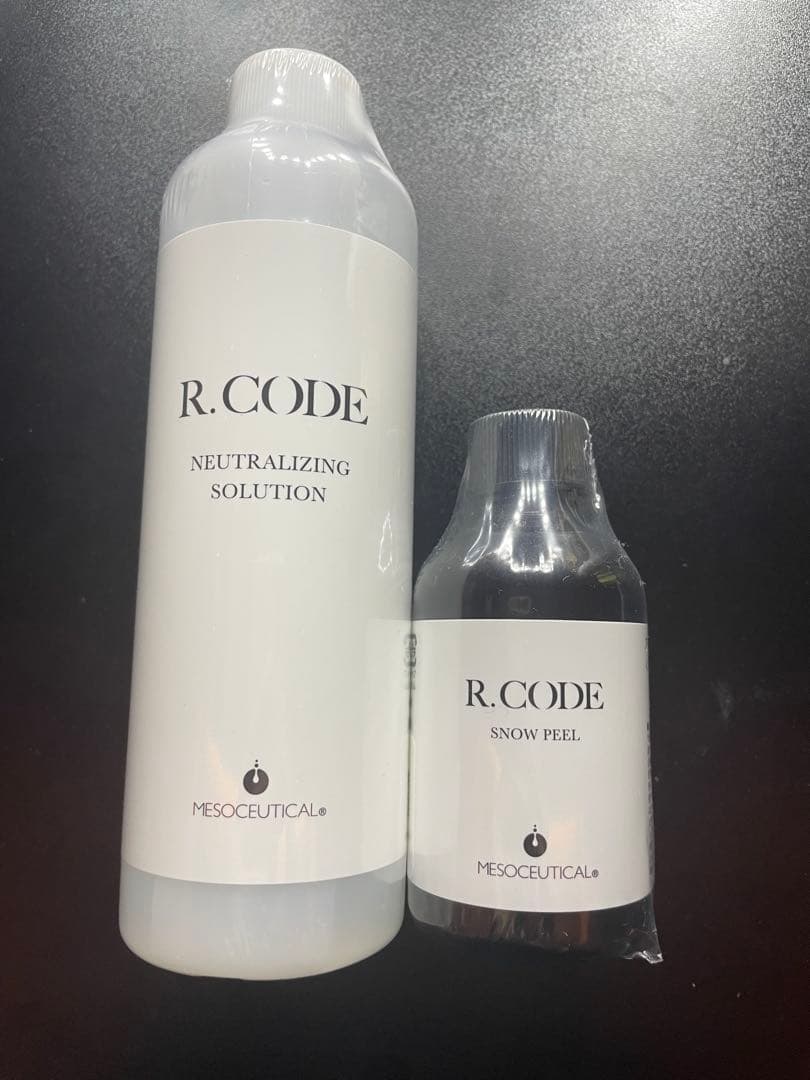 R.CODE
NEUTRALIZING
SOLUTION
MESOCEUTICAL®
R.CODE
SNOW PEEL
MESOCEUTICAL®